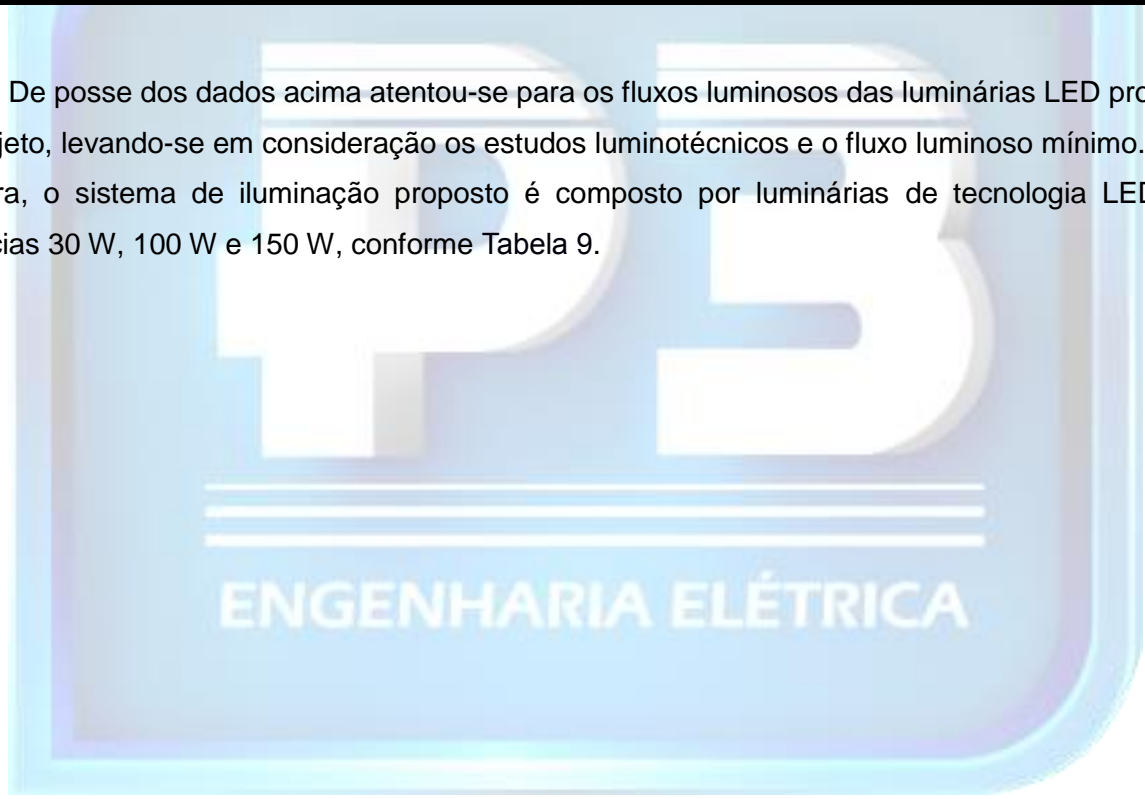 De posse dos dados acima atentou-se para os fluxos luminosos das luminárias LED pro
jeto, levando-se em consideração os estudos luminotécnicos e o fluxo luminoso mínimo.
ra, o sistema de iluminação proposto é composto por luminárias de tecnologia LED
cias 30 W, 100 W e 150 W, conforme Tabela 9.
P3
ENGENHARIA ELÉTRICA